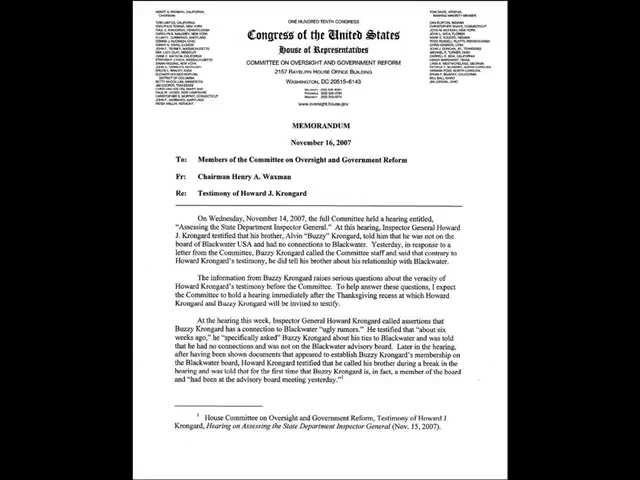 HENRY A. WAXMAN, CALIFORNIA
CHAIRMAN
TOM DAVIS, VIRGINIA
RANKING MINORITY MEMBER
ONE HUNDRED TENTH CONGRESS
Congress of the United States
House of Representatives
COMMITTEE ON OVERSIGHT AND GOVERNMENT REFORM
2157 RAYBURN HOUSE OFFICE BUILDING
WASHINGTON, DC 20515–6143
www.oversight.house.gov
MEMORANDUM
November 16, 2007
To: Members of the Committee on Oversight and Government Reform
Fr: Chairman Henry A. Waxman
Re: Testimony of Howard J. Krongard
On Wednesday, November 14, 2007, the full Committee held a hearing entitled,
"Assessing the State Department Inspector General." At this hearing, Inspector General Howard
J. Krongard testified that his brother, Alvin "Buzzy" Krongard, told him that he was not on the
board of Blackwater USA and had no connections to Blackwater. Yesterday, in response to a
letter from the Committee, Buzzy Krongard called the Committee staff and said that contrary to
Howard Krongard's testimony, he did tell his brother about his relationship with Blackwater.
The information from Buzzy Krongard raises serious questions about the veracity of
Howard Krongard's testimony before the Committee. To help answer these questions, I expect
the Committee to hold a hearing immediately after the Thanksgiving recess at which Howard
Krongard and Buzzy Krongard will be invited to testify.
At the hearing this week, Inspector General Howard Krongard called assertions that
Buzzy Krongard has a connection to Blackwater "ugly rumors." He testified that "about six
weeks ago," he "specifically asked" Buzzy Krongard about his ties to Blackwater and was told
that he had no connections and was not on the Blackwater advisory board. Later in the hearing,
after having been shown documents that appeared to establish Buzzy Krongard's membership on
the Blackwater board, Howard Krongard testified that he called his brother during a break in the
hearing and was told that for the first time that Buzzy Krongard is, in fact, a member of the board
and "had been at the advisory board meeting yesterday."1
1 House Committee on Oversight and Government Reform, Testimony of Howard J.
Krongard, Hearing on Assessing the State Department Inspector General (Nov. 15, 2007).